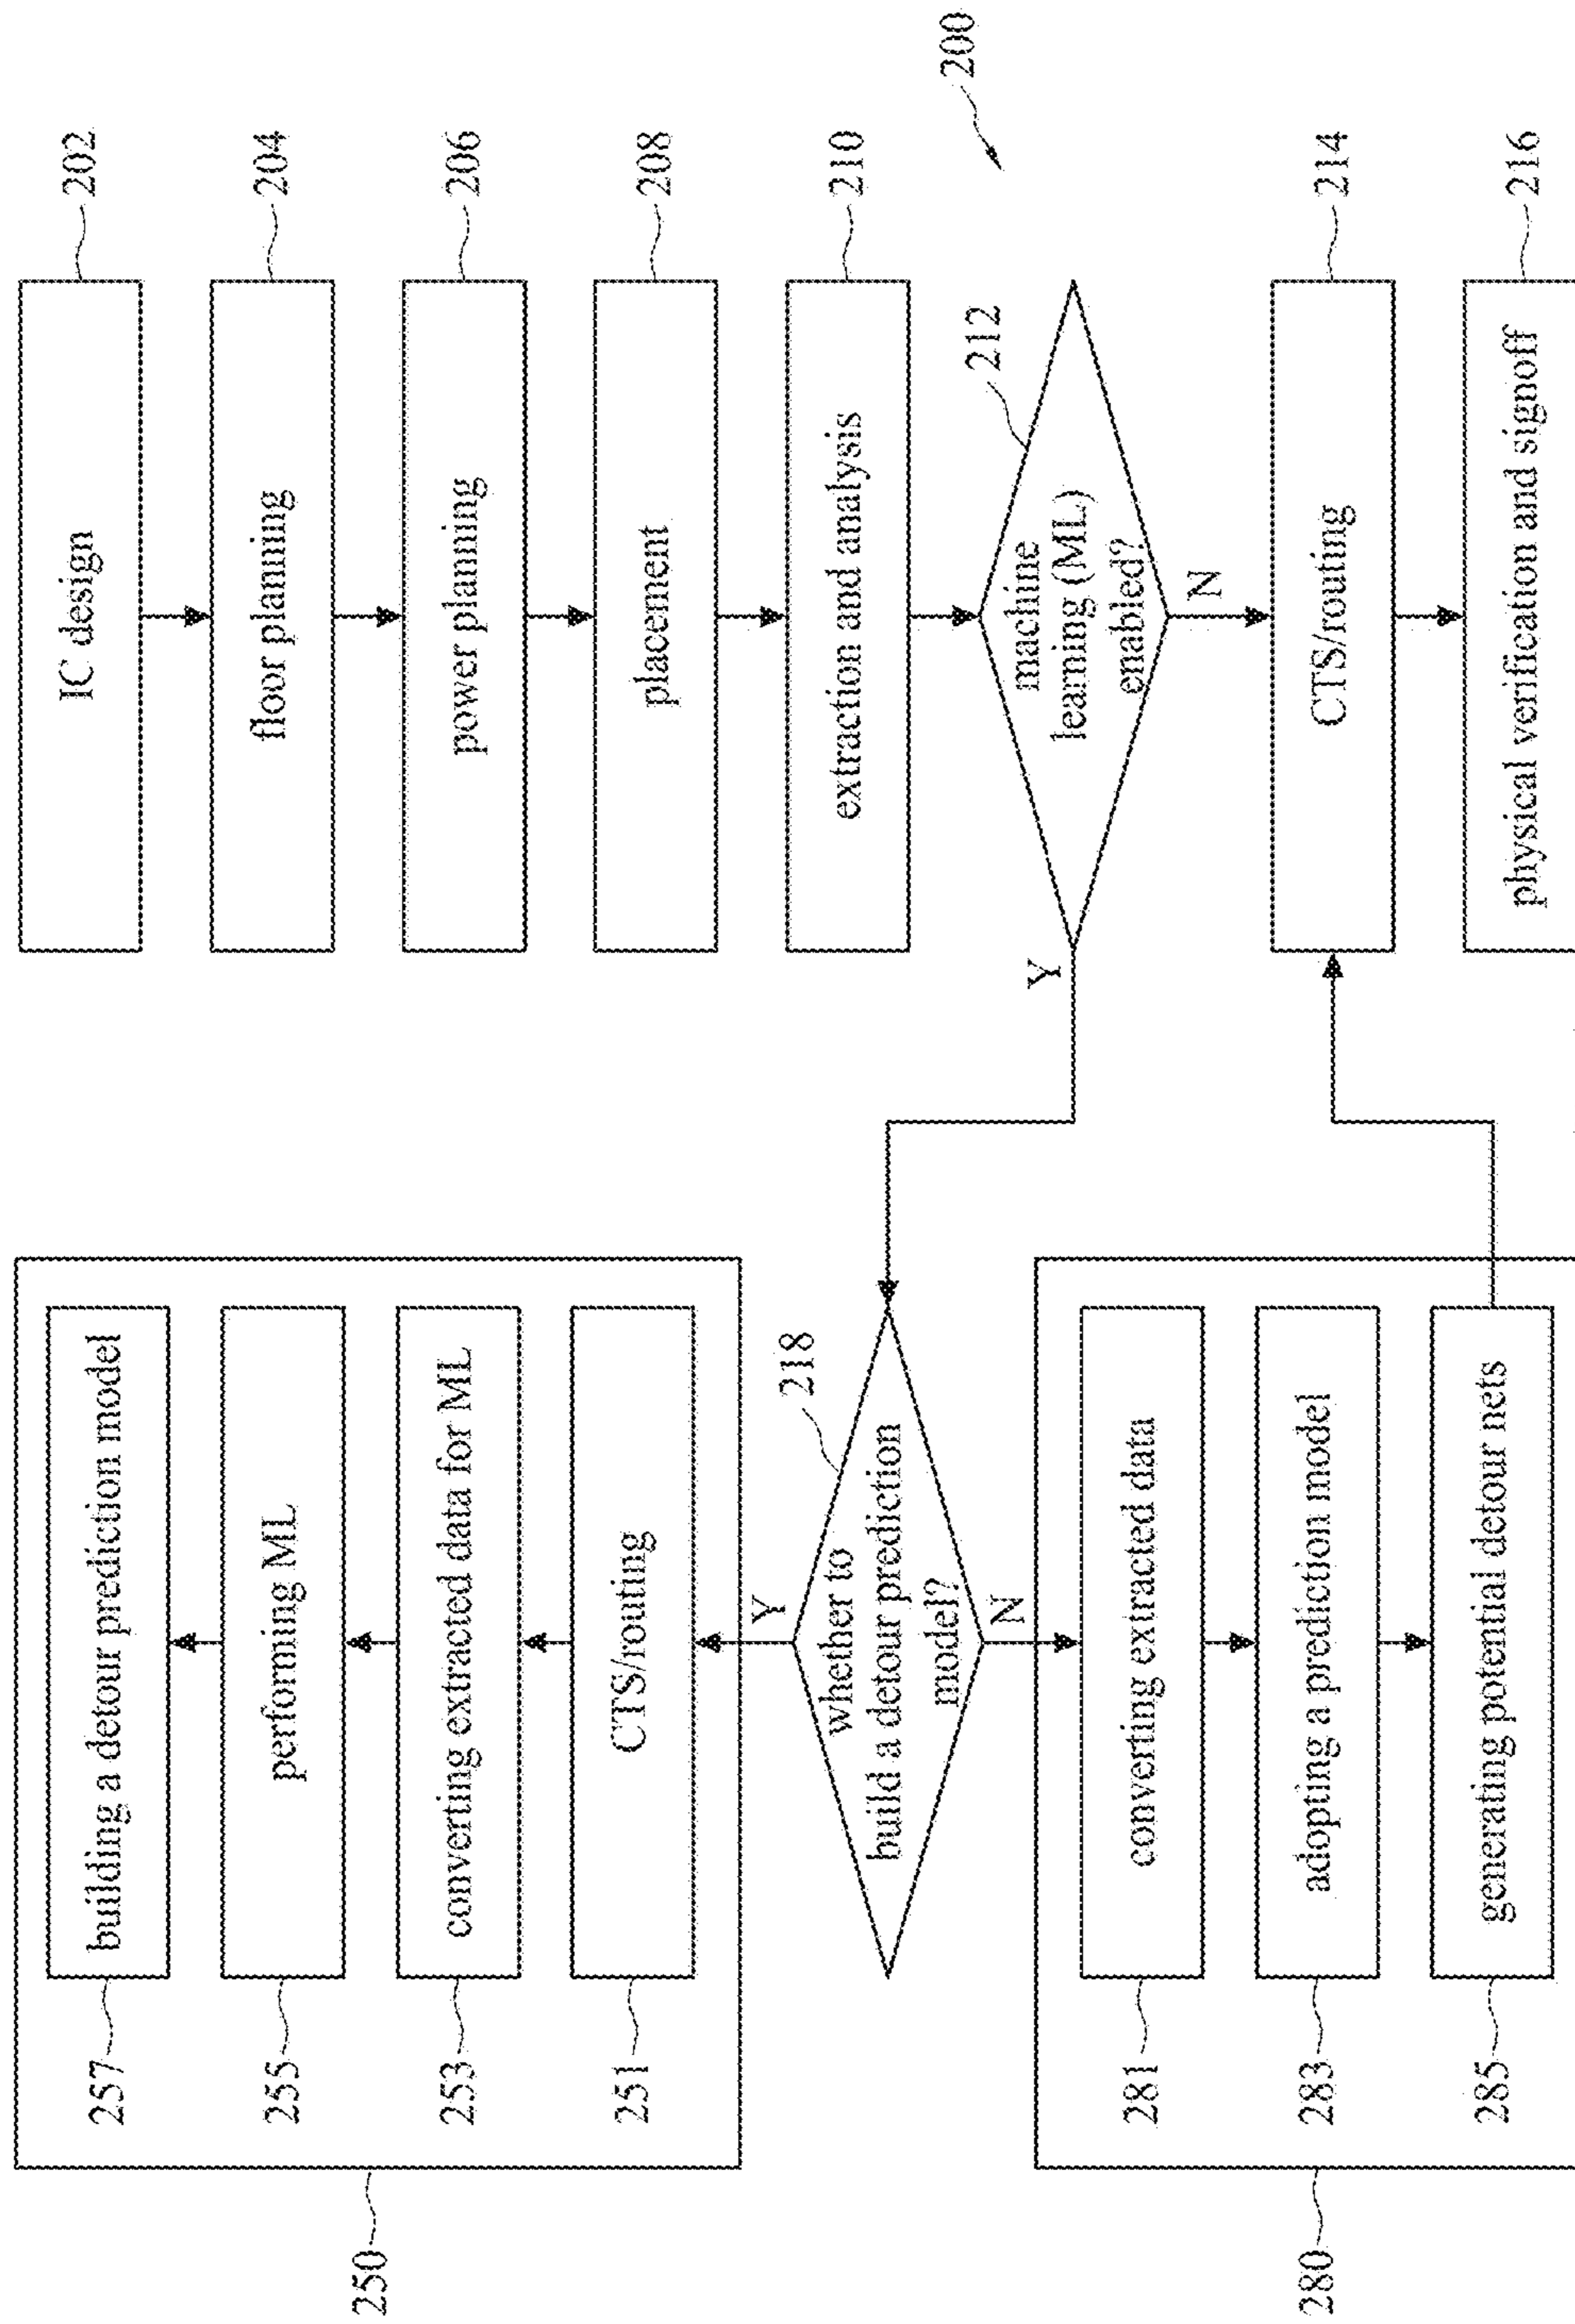 250
257
building a detour prediction model
255
performing ML
253
converting extracted data for ML
251
CTS/routing
Y
218
whether to
build a detour prediction
model?
N
280
281
converting extracted data
283
adopting a prediction model
285
generating potential detour nets
IC design
202
floor planning
204
power planning
206
placement
208
extraction and analysis
210
212
machine
learning (ML)
enabled?
Y
N
200
CTS/routing
214
physical verification and signoff
216